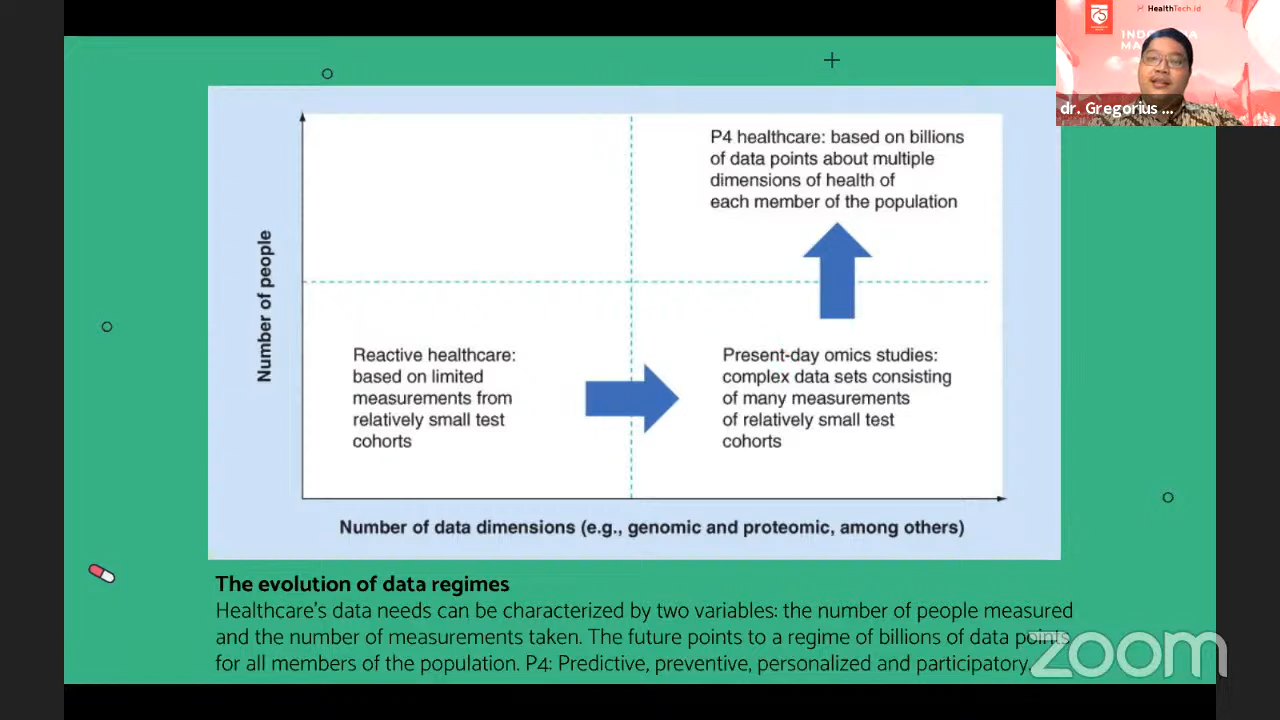 HealthTech.id
75
dr. Gregorius ...
P4 healthcare: based on billions
of data points about multiple
dimensions of health of
each member of the population
Number of people
Reactive healthcare:
based on limited
measurements from
relatively small test
cohorts
Present-day omics studies:
complex data sets consisting
of many measurements
of relatively small test
cohorts
Number of data dimensions (e.g., genomic and proteomic, among others)
The evolution of data regimes
Healthcare's data needs can be characterized by two variables: the number of people measured
and the number of measurements taken. The future points to a regime of billions of data points
for all members of the population. P4: Predictive, preventive, personalized and participatory.
zoom